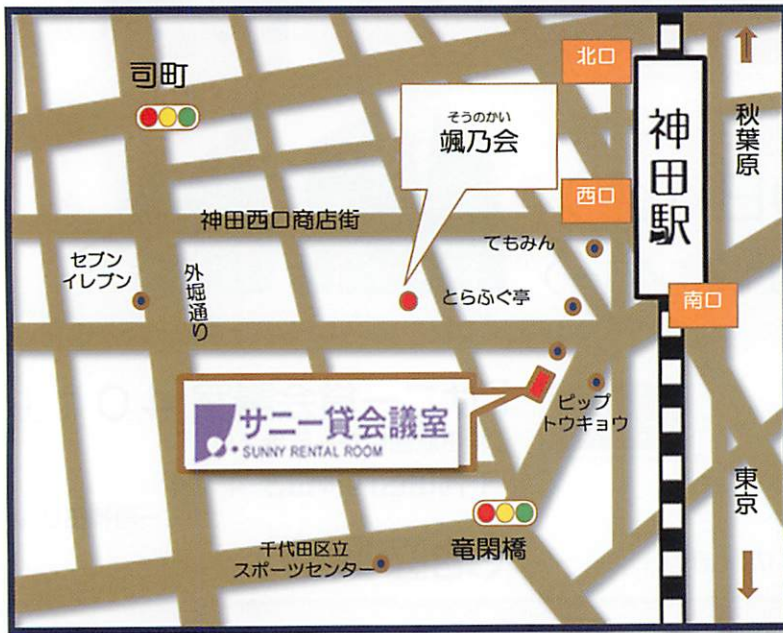 北口
司町
そうのかい
颯乃会
神田駅
秋葉原
西口
神田西口商店街
てもみん
セブン
イレブン
外堀通り
とらふぐ亭
南口
サニー貸会議室
SUNNY RENTAL ROOM
ピップ
トウキョウ
東京
竜閑橋
千代田区立
スポーツセンター